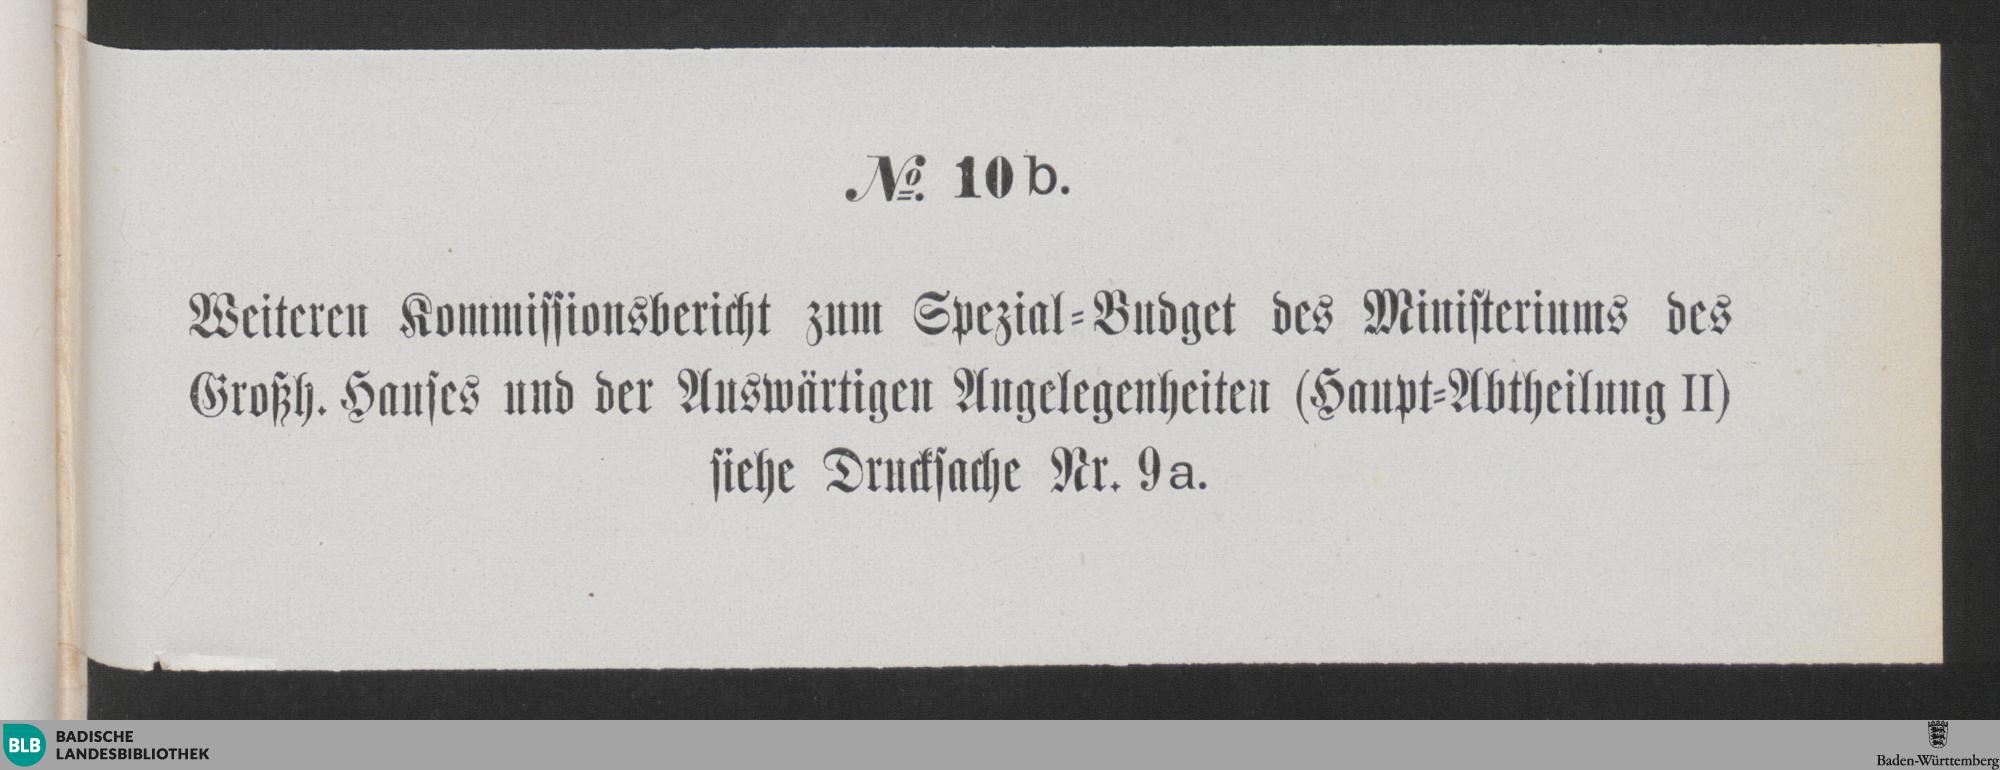 № 10 b.
Weiteren Kommissionsbericht zum Spezial-Budget des Ministeriums des
Großh. Hauses und der Auswärtigen Angelegenheiten (Haupt-Abtheilung II)
siehe Drucksache Nr. 9 a.
BLB BADISCHE
LANDESBIBLIOTHEK
Baden-Württemberg